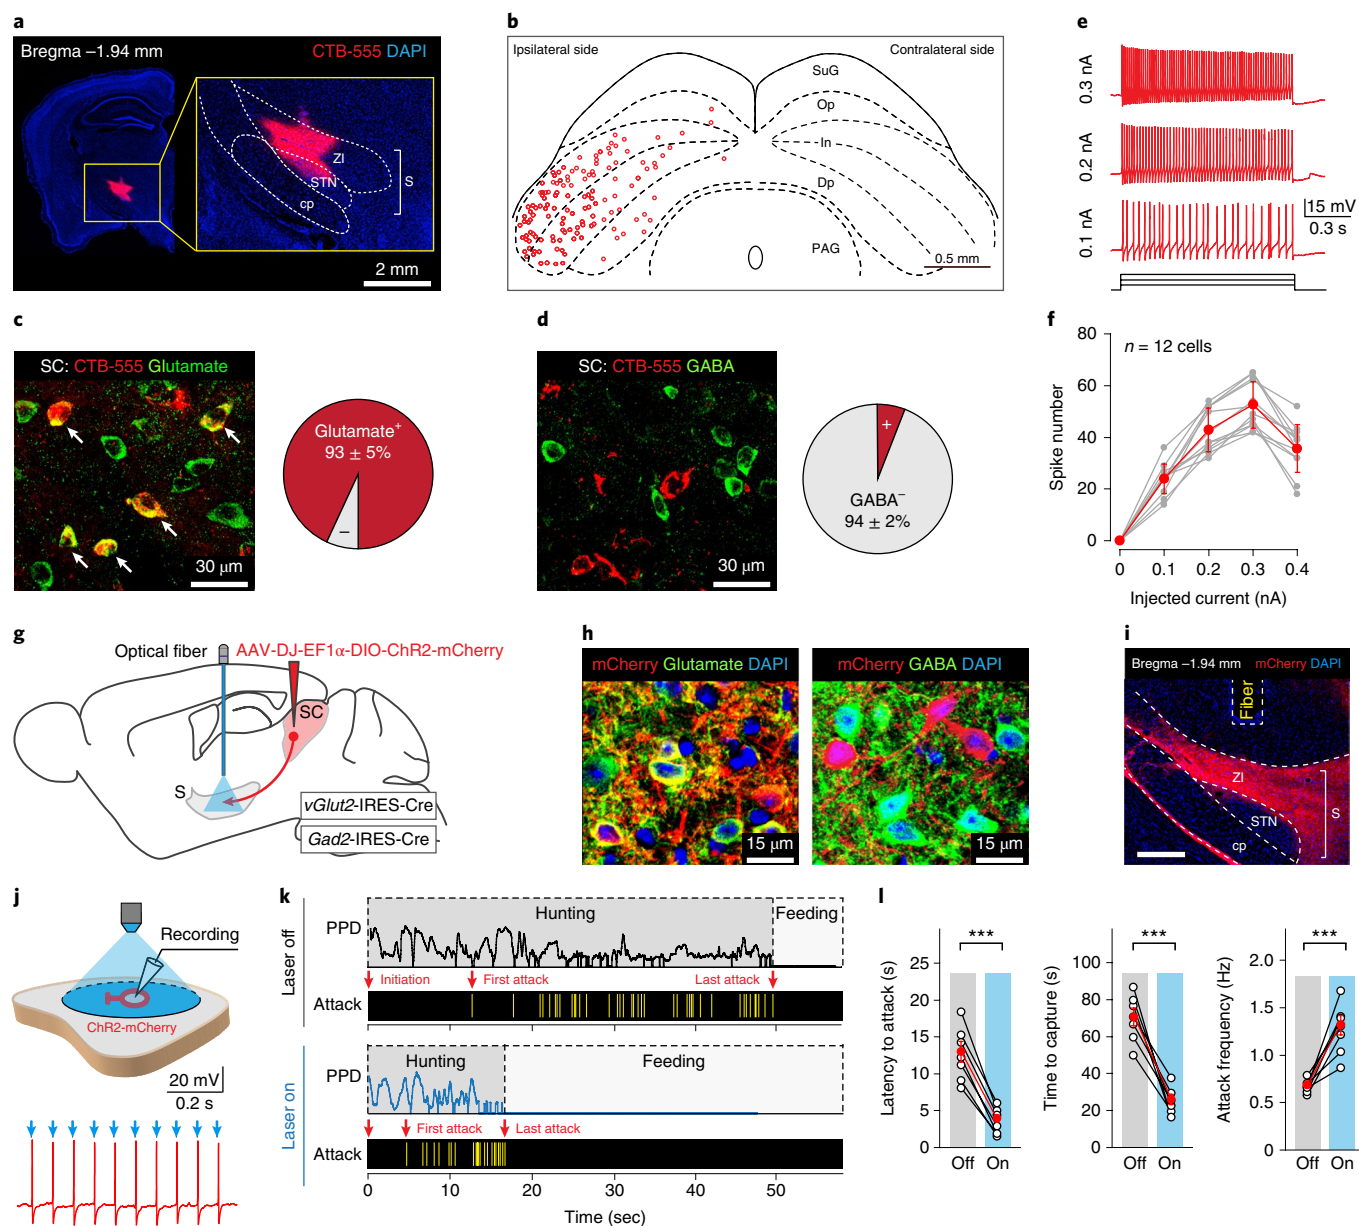 a
Bregma –1.94 mm
CTB-555 DAPI
ZI
STN
cp
S
2 mm
b
Ipsilateral side
Contralateral side
SuG
Op
In
Dp
PAG
0.5 mm
e
0.3 nA
0.2 nA
0.1 nA
15 mV
0.3 s
c
SC: CTB-555 Glutamate
30 μm
Glutamate+
93 ± 5%
–
d
SC: CTB-555 GABA
30 μm
+
GABA–
94 ± 2%
f
n = 12 cells
Spike number
80
60
40
20
0
0 0.1 0.2 0.3 0.4
Injected current (nA)
g
Optical fiber
AAV-DJ-EF1α-DIO-ChR2-mCherry
SC
S
vGlut2-IRES-Cre
Gad2-IRES-Cre
h
mCherry Glutamate DAPI
15 μm
mCherry GABA DAPI
15 μm
i
Bregma –1.94 mm mCherry DAPI
Fiber
ZI
STN
cp
S
j
Recording
ChR2-mCherry
20 mV
0.2 s
k
Laser off
PPD
Hunting
Feeding
Initiation
First attack
Last attack
Attack
Laser on
PPD
Hunting
Feeding
First attack
Last attack
Attack
0 10 20 30 40 50
Time (sec)
l
Latency to attack (s)
***
25
20
15
10
5
0
Off On
Time to capture (s)
***
100
80
60
40
20
0
Off On
Attack frequency (Hz)
***
2.0
1.5
1.0
0.5
0
Off On